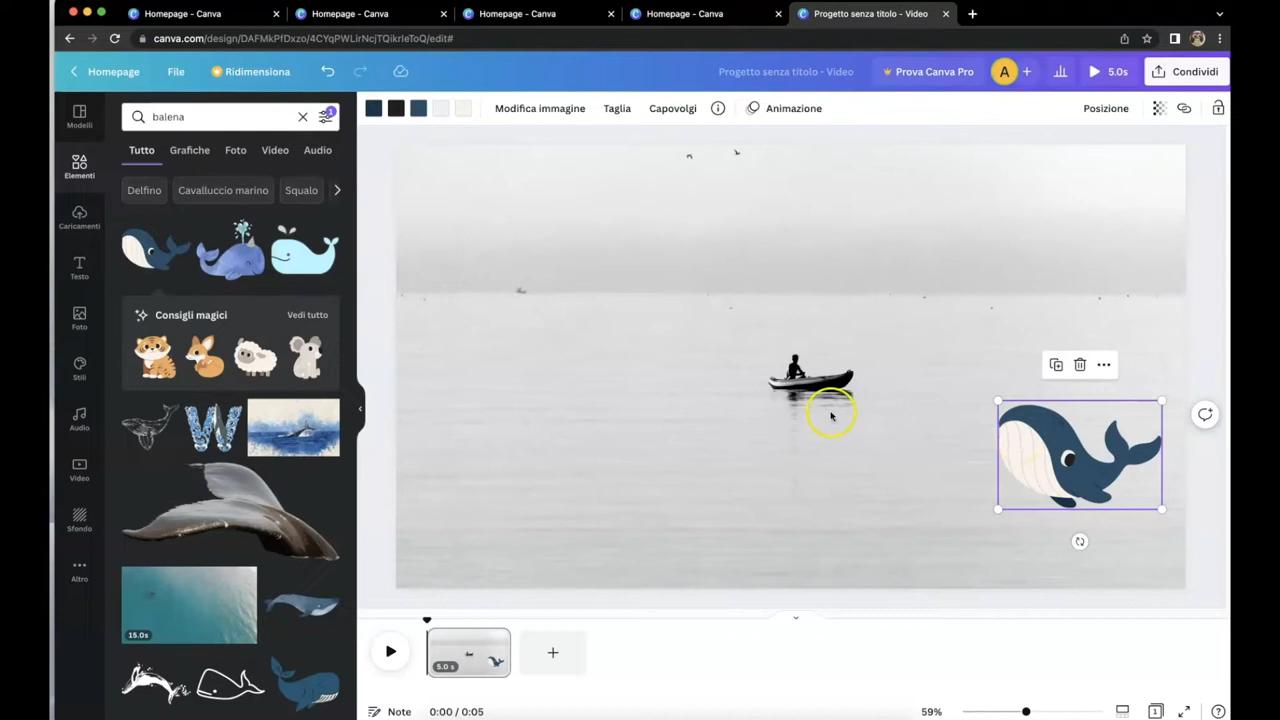 Homepage - Canva
Homepage - Canva
Homepage - Canva
Homepage - Canva
Progetto senza titolo - Video
canva.com/design/DAFMkPfDxzo/4CYqPWLirNcjTQikrIeToQ/edit#
Homepage
File
Ridimensiona
Progetto senza titolo - Video
Prova Canva Pro
A
5.0s
Condividi
Modelli
Elementi
Caricamenti
Testo
Foto
Stili
Audio
Video
Sfondo
Altro
balena
1
Tutto
Grafiche
Foto
Video
Audio
Delfino
Cavalluccio marino
Squalo
Consigli magici
Vedi tutto
W
15.0s
Modifica immagine
Taglia
Capovolgi
Animazione
Posizione
5.0 s
Note
0:00 / 0:05
59%
1